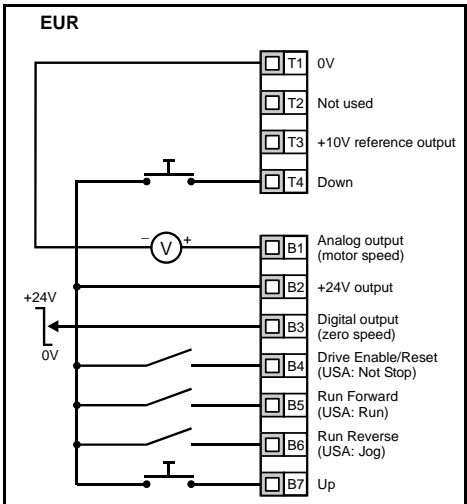 EUR
T1 0V
T2 Not used
T3 +10V reference output
T4 Down
− V + B1 Analog output
(motor speed)
B2 +24V output
+24V
B3 Digital output
(zero speed)
0V
B4 Drive Enable/Reset
(USA: Not Stop)
B5 Run Forward
(USA: Run)
B6 Run Reverse
(USA: Jog)
B7 Up